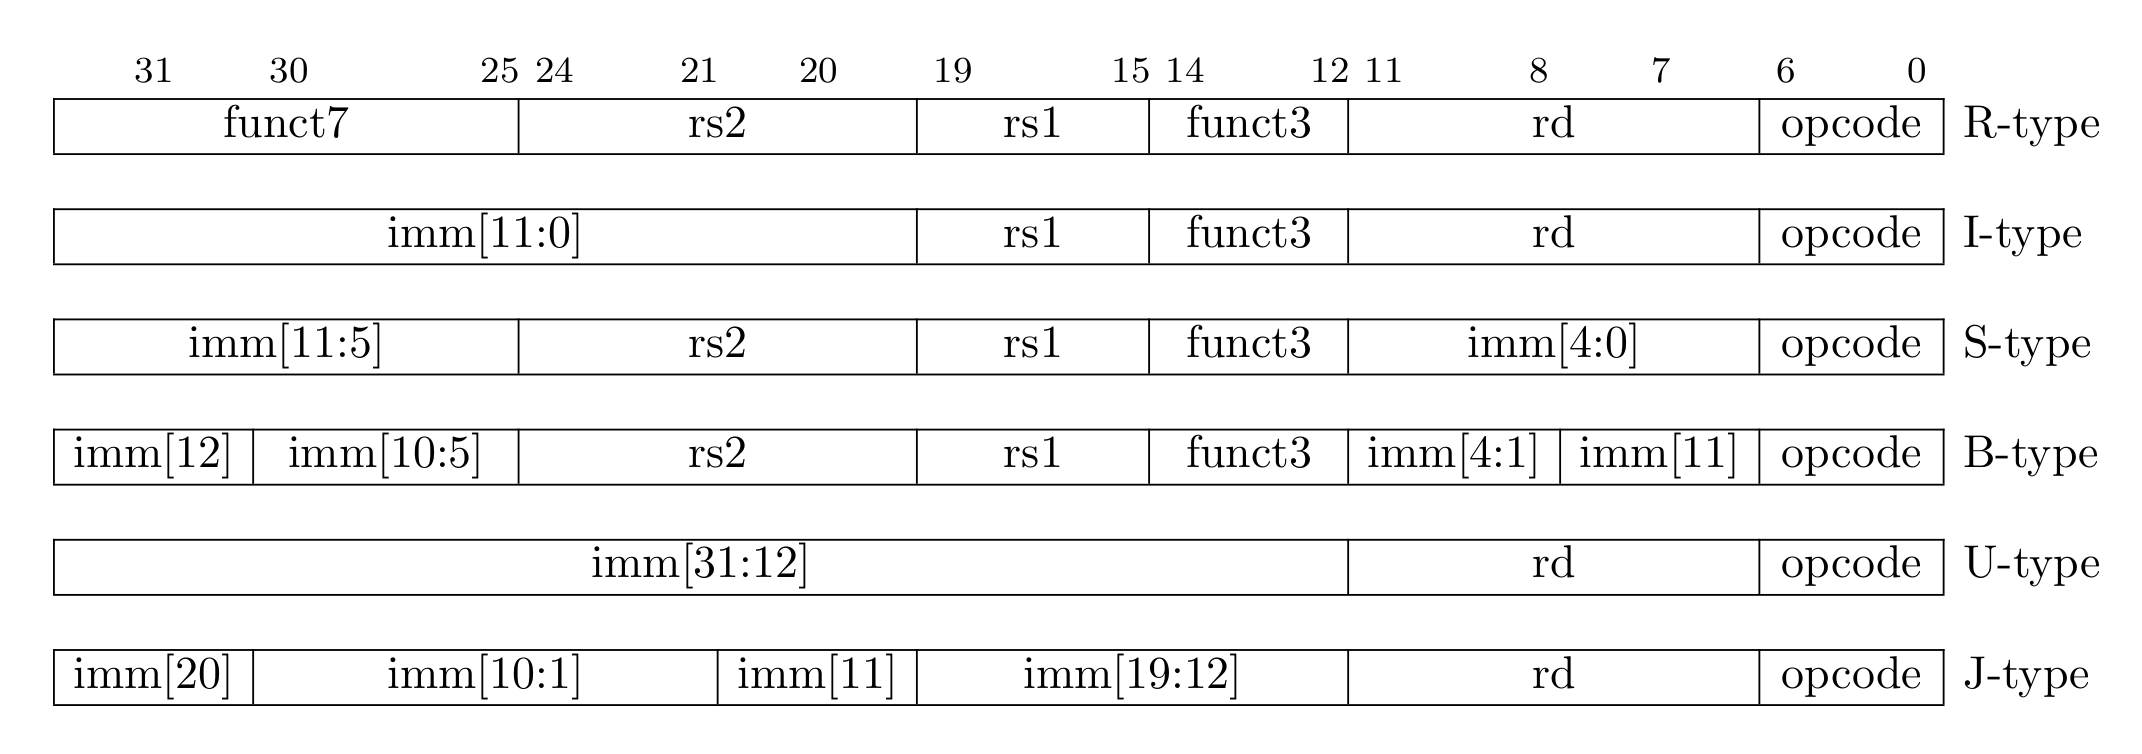 31 30 25 24 21 20 19 15 14 12 11 8 7 6 0
funct7 rs2 rs1 funct3 rd opcode R-type
imm[11:0] rs1 funct3 rd opcode I-type
imm[11:5] rs2 rs1 funct3 imm[4:0] opcode S-type
imm[12] imm[10:5] rs2 rs1 funct3 imm[4:1] imm[11] opcode B-type
imm[31:12] rd opcode U-type
imm[20] imm[10:1] imm[11] imm[19:12] rd opcode J-type